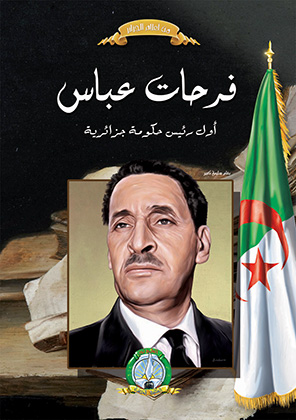 من أعلام الجزائر
فرحات عباس
أول رئيس حكومة جزائرية